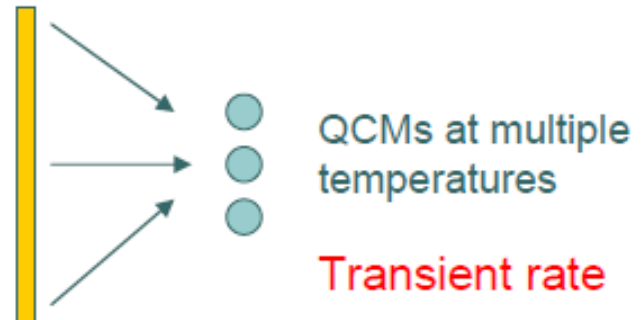 QCMs at multiple
temperatures
Transient rate